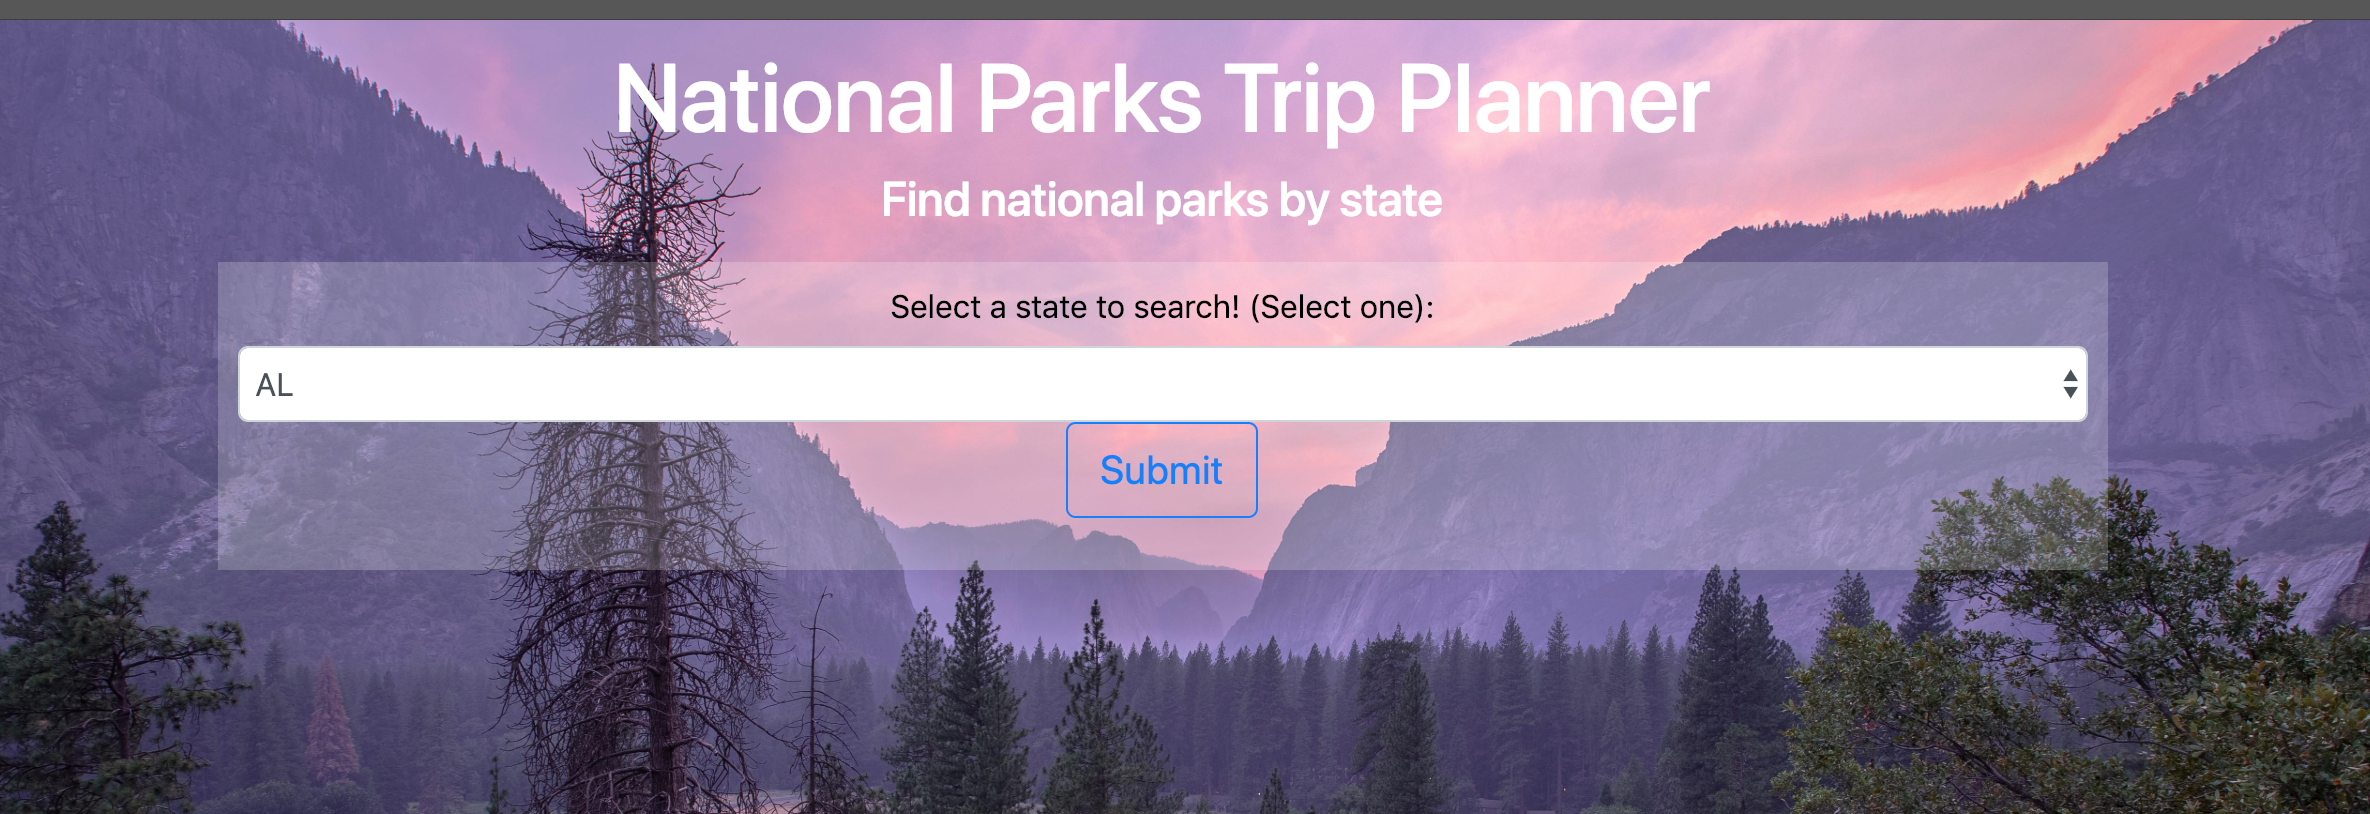 National Parks Trip Planner
Find national parks by state
Select a state to search! (Select one):
AL
Submit